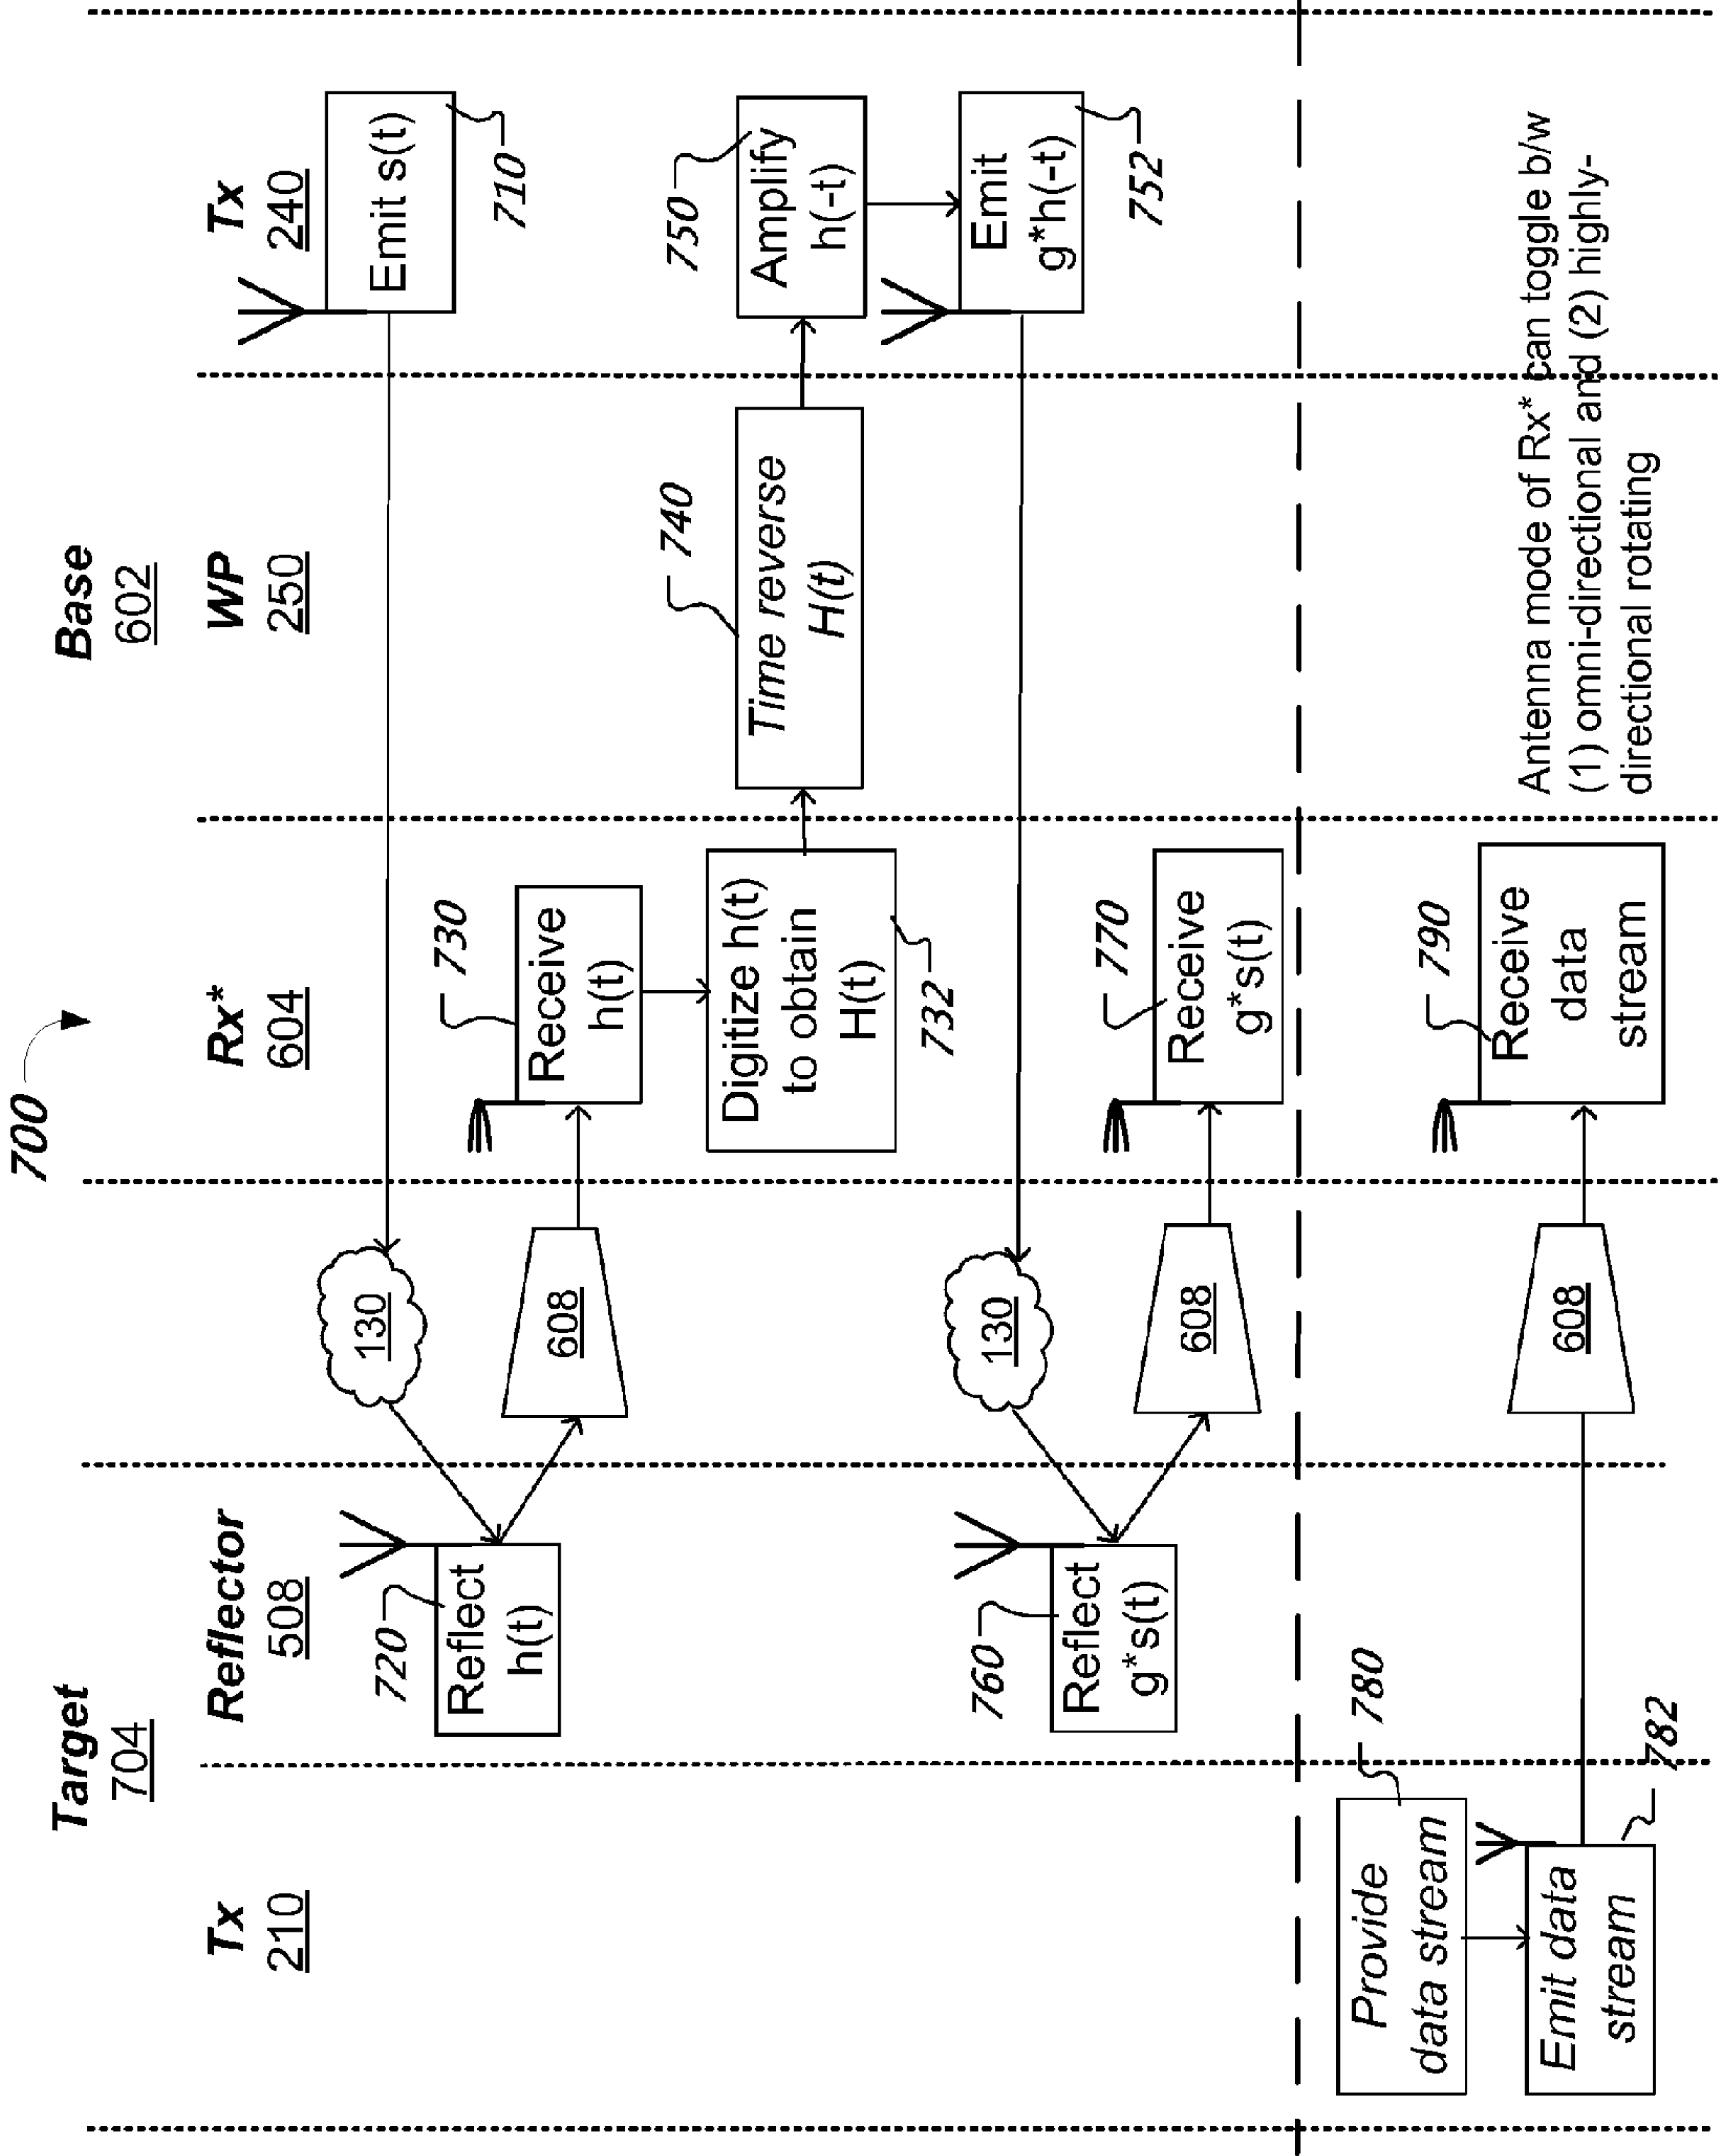 700
Target
704
Base
602
Tx
210
Reflector
508
Rx*
604
WP
250
Tx
240
Emit s(t)
710
130
720
Reflect
h(t)
608
730
Receive
h(t)
Digitize h(t)
to obtain
H(t)
732
740
Time reverse
H(t)
750
Amplify
h(-t)
Emit
g*h(-t)
752
130
760
Reflect
g*s(t)
608
770
Receive
g*s(t)
780
Provide
data stream
Emit data
stream
782
608
790
Receive
data
stream
Antenna mode of Rx* can toggle b/w
(1) omni-directional and (2) highly-
directional rotating